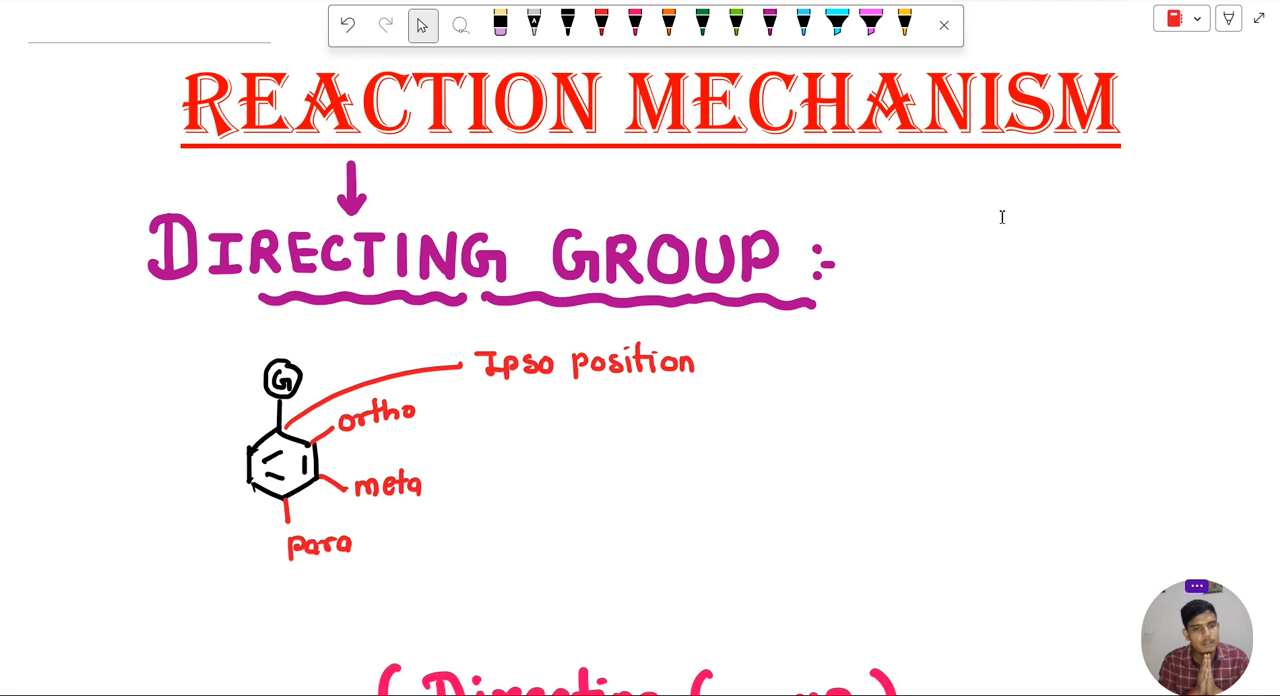 REACTION MECHANISM
DIRECTING GROUP :-
G
Ipso position
ortho
meta
para